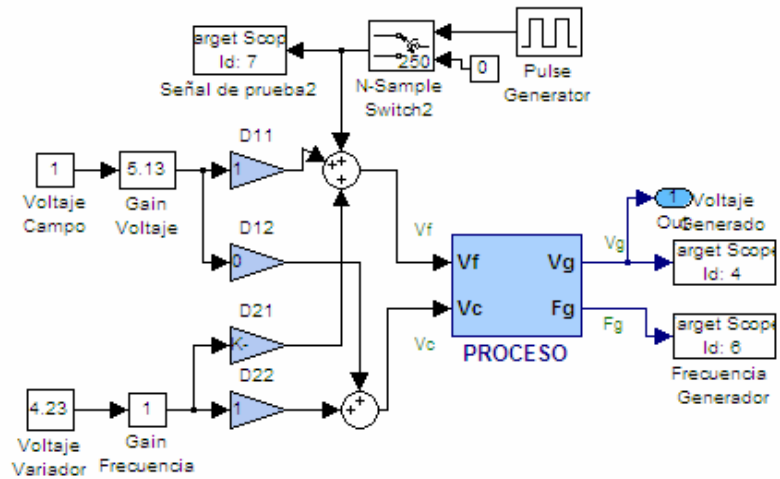 arget Scop
Id: 7
Señal de prueba2
250
N-Sample
Switch2
0
Pulse
Generator
D11
1
1
Voltaje
Campo
5.13
Gain
Voltaje
D12
0
D21
K-
D22
1
4.23
Voltaje
Variador
1
Gain
Frecuencia
Vf
Vc
Vf
Vc
Vg
Fg
PROCESO
Vg
Fg
1
Out
Voltaje
Generado
arget Scope
Id: 4
arget Scope
Id: 6
Frecuencia
Generador